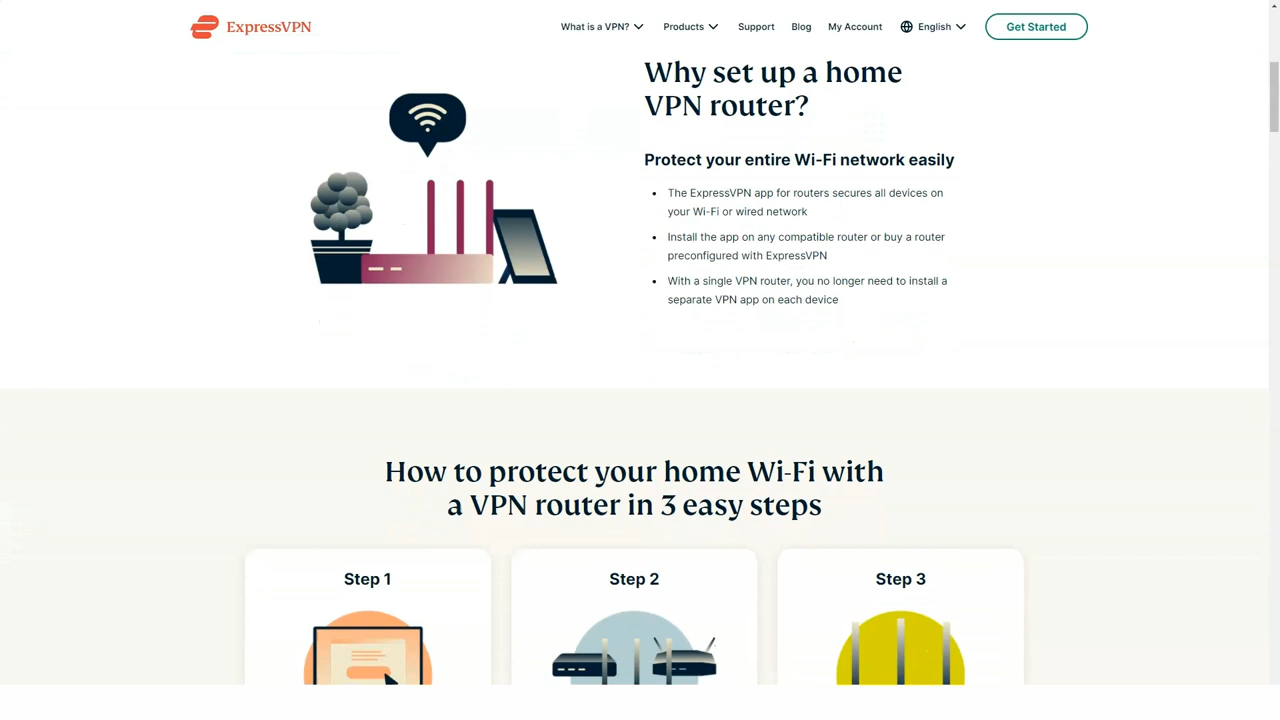 ExpressVPN
What is a VPN?
Products
Support
Blog
My Account
English
Get Started
Why set up a home
VPN router?
Protect your entire Wi-Fi network easily
• The ExpressVPN app for routers secures all devices on
your Wi-Fi or wired network
• Install the app on any compatible router or buy a router
preconfigured with ExpressVPN
• With a single VPN router, you no longer need to install a
separate VPN app on each device
How to protect your home Wi-Fi with
a VPN router in 3 easy steps
Step 1
Step 2
Step 3